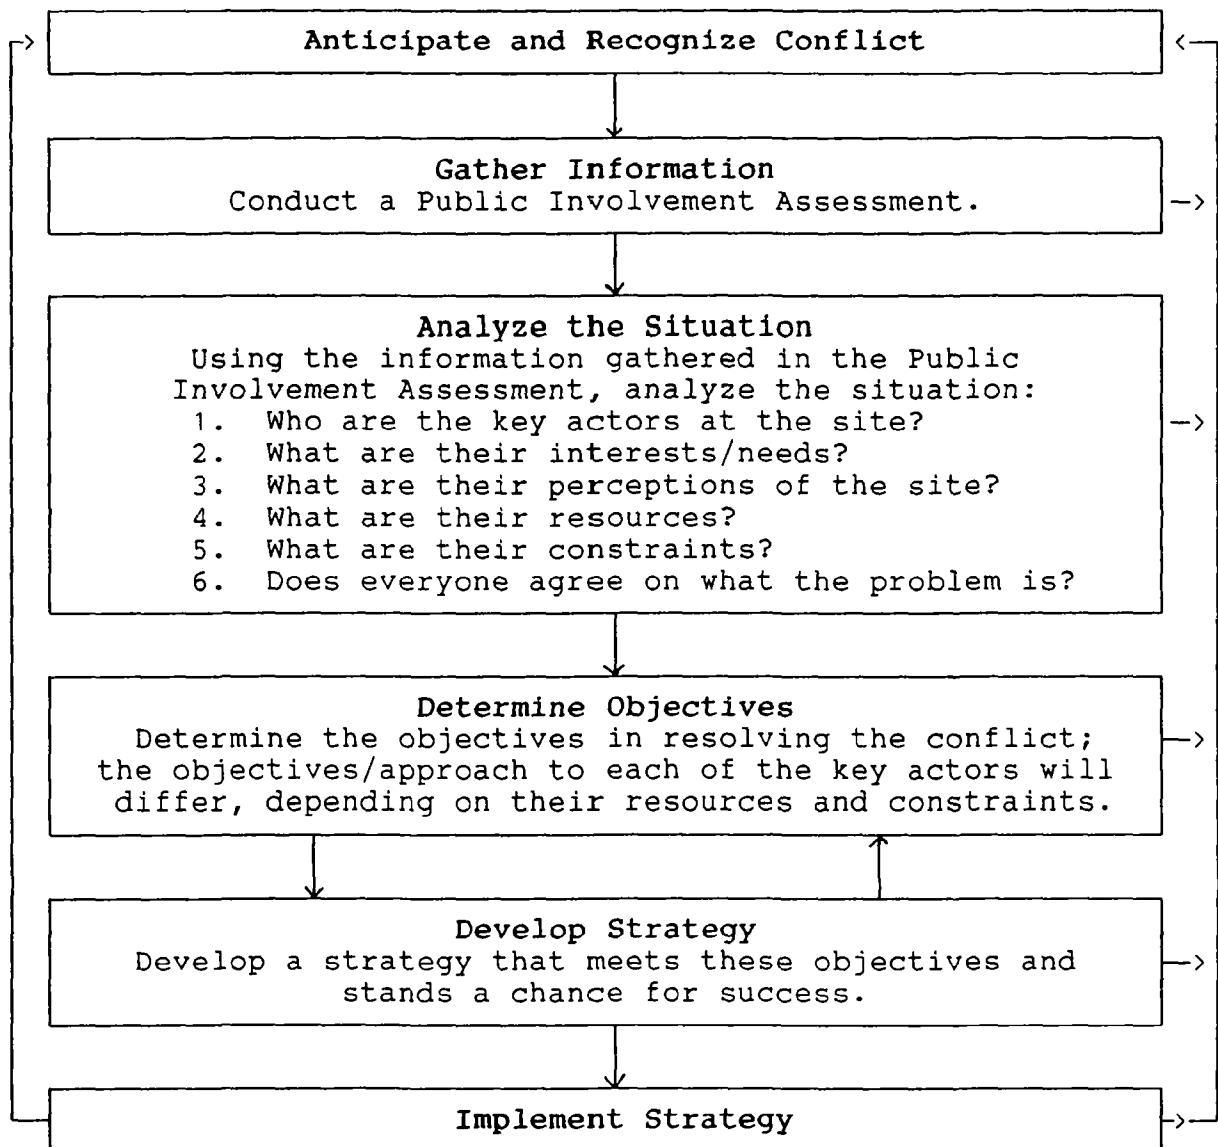 Anticipate and Recognize Conflict
Gather Information
Conduct a Public Involvement Assessment.
Analyze the Situation
Using the information gathered in the Public
Involvement Assessment, analyze the situation:
1. Who are the key actors at the site?
2. What are their interests/needs?
3. What are their perceptions of the site?
4. What are their resources?
5. What are their constraints?
6. Does everyone agree on what the problem is?
Determine Objectives
Determine the objectives in resolving the conflict;
the objectives/approach to each of the key actors will
differ, depending on their resources and constraints.
Develop Strategy
Develop a strategy that meets these objectives and
stands a chance for success.
Implement Strategy